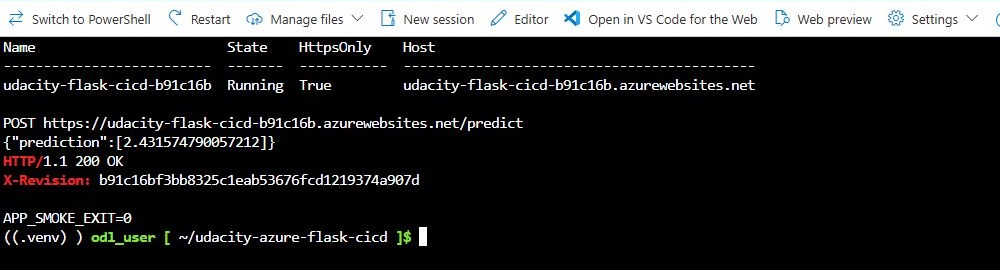 Switch to PowerShell Restart Manage files New session Editor Open in VS Code for the Web Web preview Settings
Name State HttpsOnly Host
-------------------------- ------- ----------- --------------------------------------------
udacity-flask-cicd-b91c16b Running True udacity-flask-cicd-b91c16b.azurewebsites.net
POST https://udacity-flask-cicd-b91c16b.azurewebsites.net/predict
{"prediction":[2.431574790057212]}
HTTP/1.1 200 OK
X-Revision: b91c16bf3bb8325c1eab53676fcd1219374a907d
APP_SMOKE_EXIT=0
((.venv) ) odl_user [ ~/udacity-azure-flask-cicd ]$